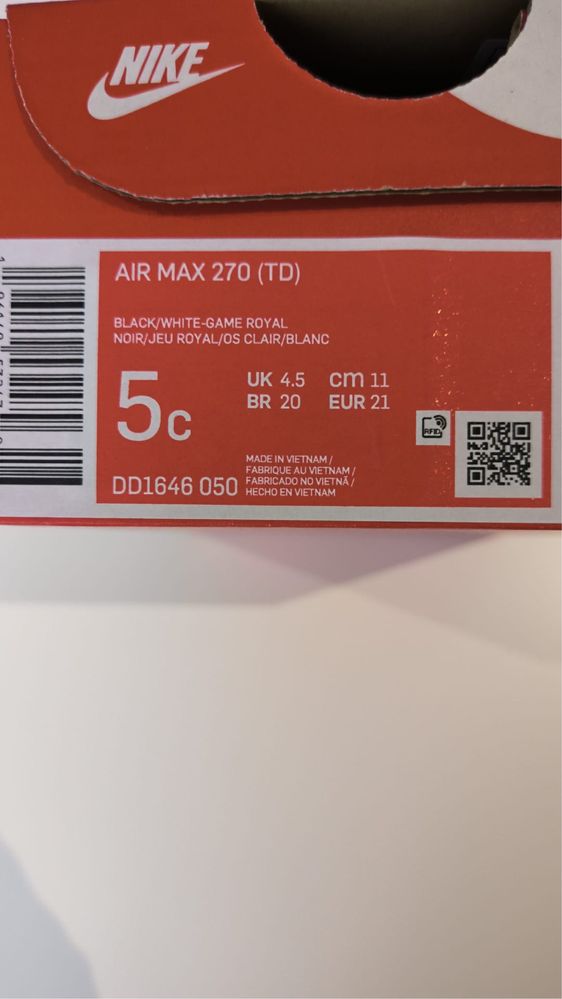 NIKE
AIR MAX 270 (TD)
BLACK/WHITE-GAME ROYAL
NOIR/JEU ROYAL/OS CLAIR/BLANC
5C
UK 4.5 cm 11
BR 20 EUR 21
RFID
DD1646 050
MADE IN VIETNAM /
FABRIQUE AU VIETNAM /
FABRICADO NO VIETNÃ /
HECHO EN VIETNAM